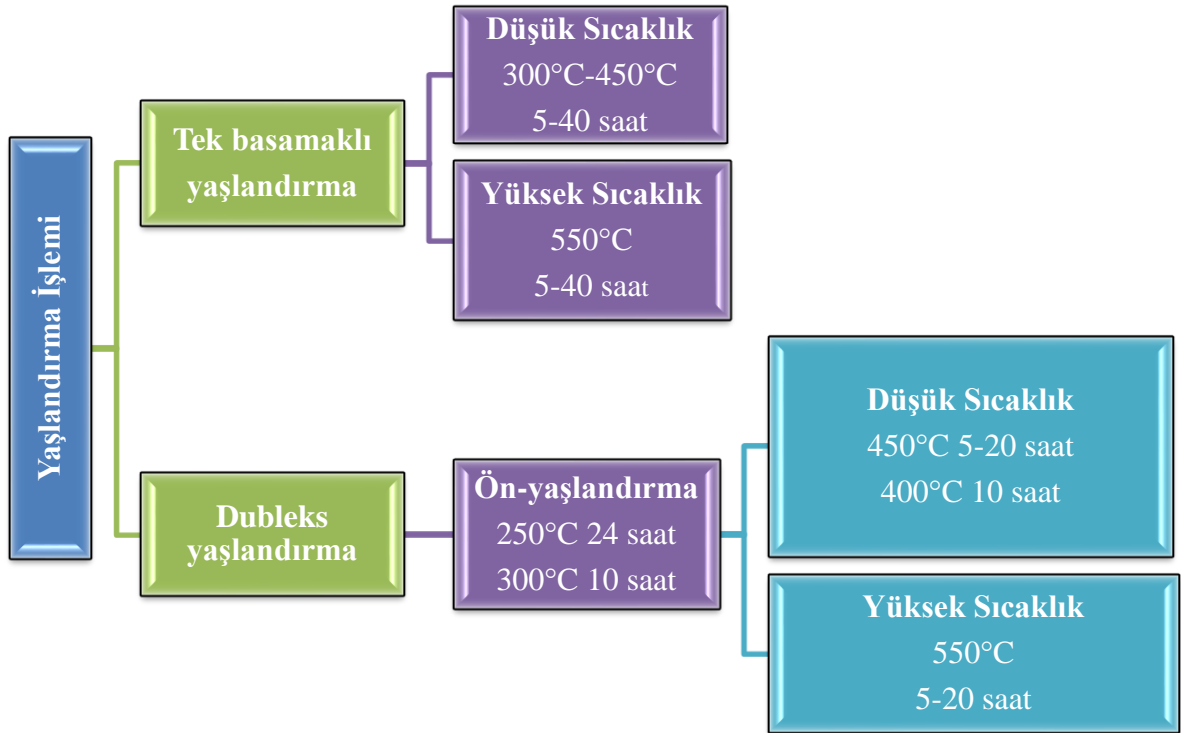 Yaşlandırma İşlemi
Tek basamaklı
yaşlandırma
Düşük Sıcaklık
300°C-450°C
5-40 saat
Yüksek Sıcaklık
550°C
5-40 saat
Dubleks
yaşlandırma
Ön-yaşlandırma
250°C 24 saat
300°C 10 saat
Düşük Sıcaklık
450°C 5-20 saat
400°C 10 saat
Yüksek Sıcaklık
550°C
5-20 saat